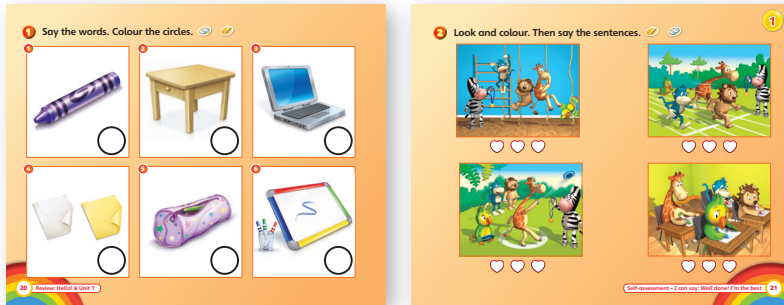 1 Say the words. Colour the circles.
1
2
3
4
5
6
20 Review: Hello! & Unit 1
1
2 Look and colour. Then say the sentences.
Self-assessment – I can say: Well done! I'm the best 21